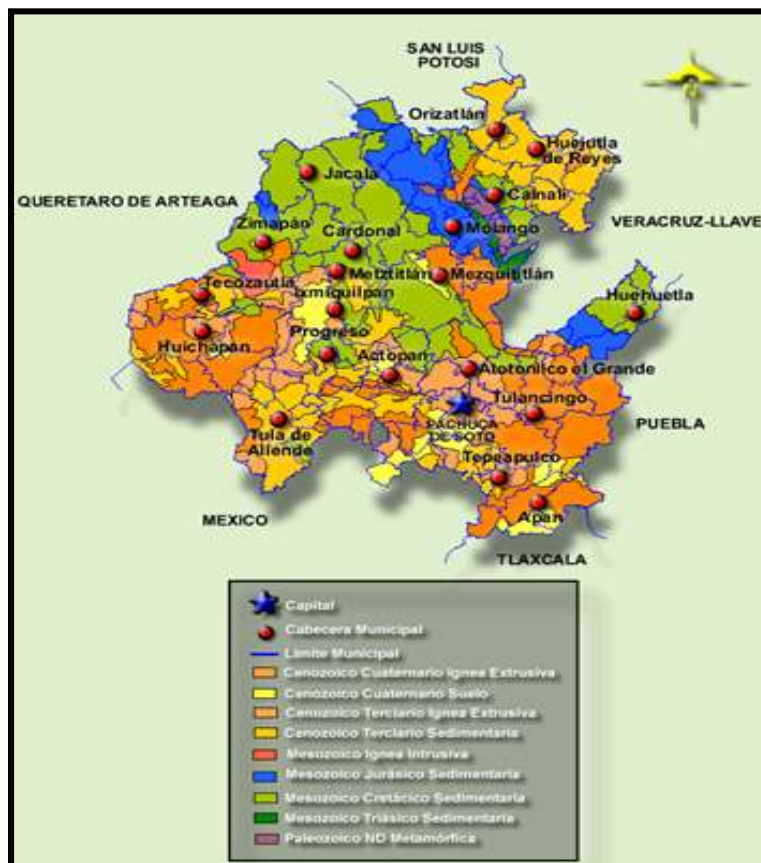 SAN LUIS
POTOSI
Orizatlán
Huejutla
de Reyes
Jacala
QUERETARO DE ARTEAGA
Calnali
Zimapán
Cardonal
Molango
VERACRUZ-LLAVE
Tecozautla
Metztitlán
Mezquititlán
Ixmiquilpan
Huehuetla
Huichapan
Progreso
Actopan
Atotonilco el Grande
Tulancingo
PACHUCA
DE SOTO
PUEBLA
Tula de
Allende
Tepeapulco
MEXICO
Apan
TLAXCALA
Capital
Cabecera Municipal
Limite Municipal
Cenozoico Cuaternario Ignea Extrusiva
Cenozoico Cuaternario Suelo
Cenozoico Terciario Ignea Extrusiva
Cenozoico Terciario Sedimentaria
Mesozoico Ignea Intrusiva
Mesozoico Jurásico Sedimentaria
Mesozoico Cretácico Sedimentaria
Mesozoico Triásico Sedimentaria
Paleozoico ND Metamórfica